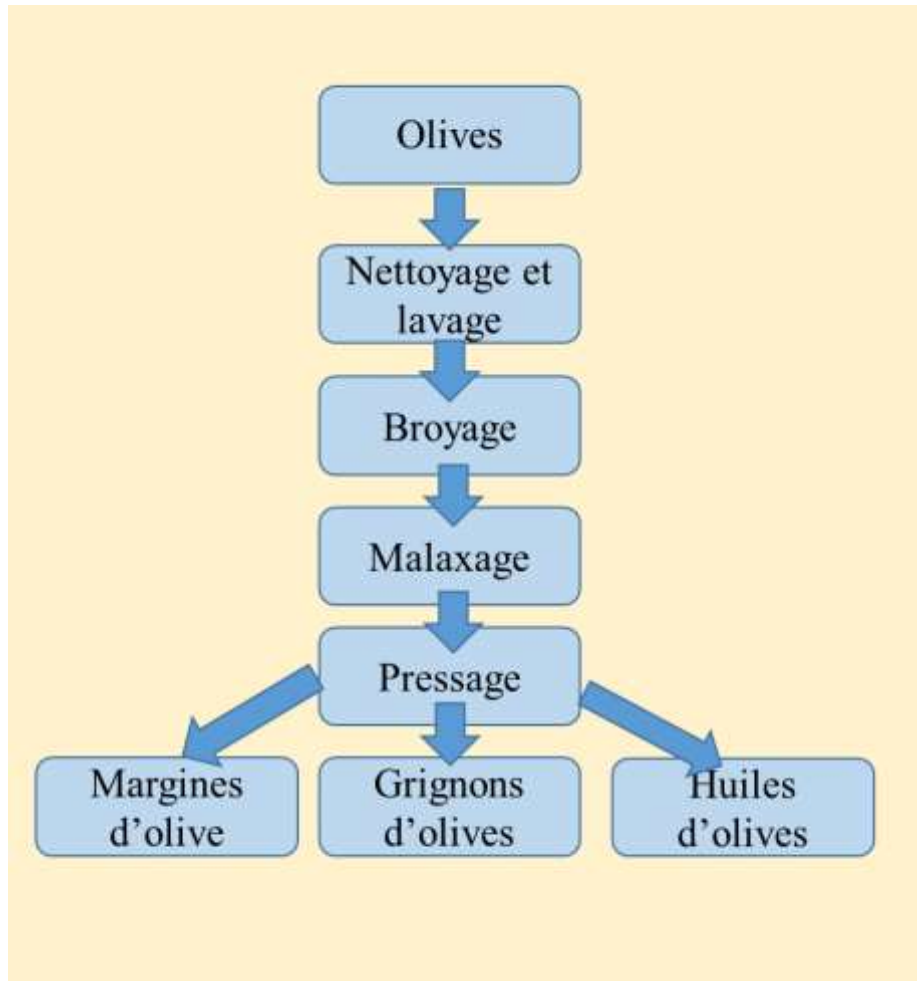 Olives
Nettoyage et
lavage
Broyage
Malaxage
Pressage
Margines
d’olive
Grignons
d’olives
Huiles
d’olives